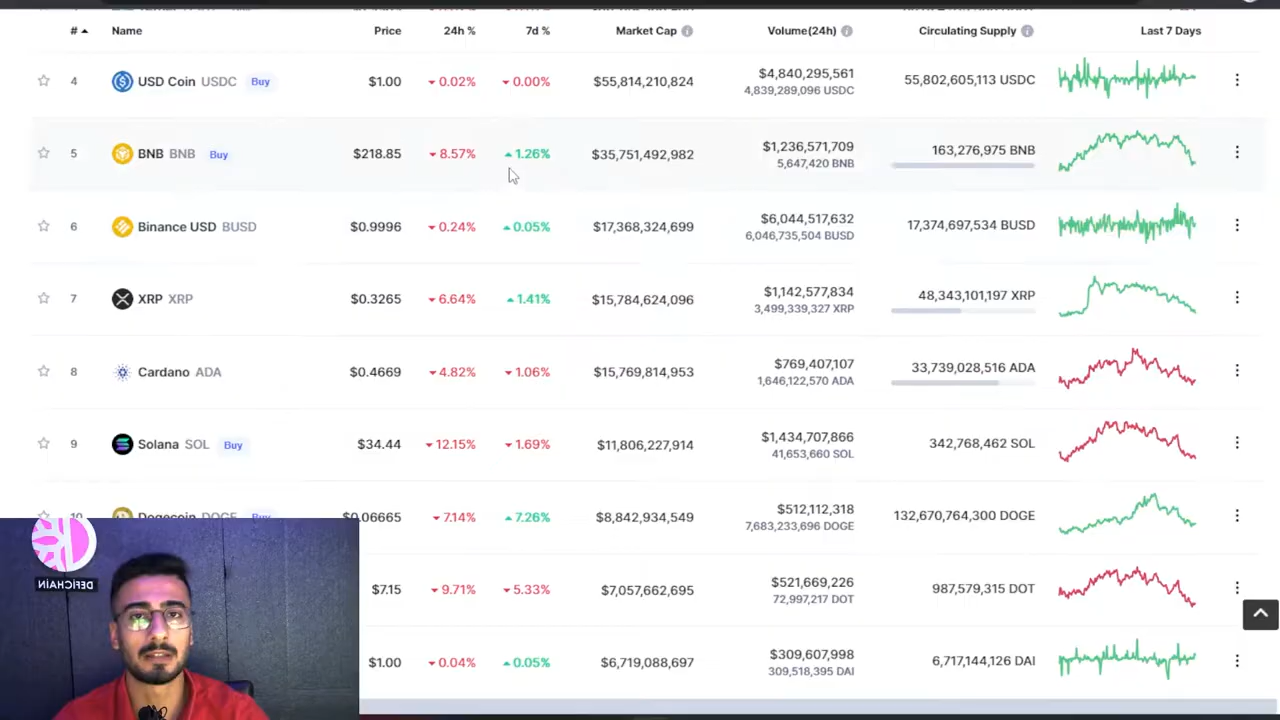 # Name Price 24h % 7d % Market Cap Volume(24h) Circulating Supply Last 7 Days
4 USD Coin USDC Buy $1.00 0.02% 0.00% $55,814,210,824 $4,840,295,561 55,802,605,113 USDC
4,839,289,096 USDC
5 BNB BNB Buy $218.85 8.57% 1.26% $35,751,492,982 $1,236,571,709 163,276,975 BNB
5,647,420 BNB
6 Binance USD BUSD $0.9996 0.24% 0.05% $17,368,324,699 $6,044,517,632 17,374,697,534 BUSD
6,046,735,504 BUSD
7 XRP XRP $0.3265 6.64% 1.41% $15,784,624,096 $1,142,577,834 48,343,101,197 XRP
3,499,339,327 XRP
8 Cardano ADA $0.4669 4.82% 1.06% $15,769,814,953 $769,407,107 33,739,028,516 ADA
1,646,122,570 ADA
9 Solana SOL Buy $34.44 12.15% 1.69% $11,806,227,914 $1,434,707,866 342,768,462 SOL
41,653,660 SOL
10 Dogecoin DOGE Buy $0.06665 7.14% 7.26% $8,842,934,549 $512,112,318 132,670,764,300 DOGE
7,683,233,696 DOGE
DEFICHAIN
$7.15 9.71% 5.33% $7,057,662,695 $521,669,226 987,579,315 DOT
72,997,217 DOT
$1.00 0.04% 0.05% $6,719,088,697 $309,607,998 6,717,144,126 DAI
309,518,395 DAI